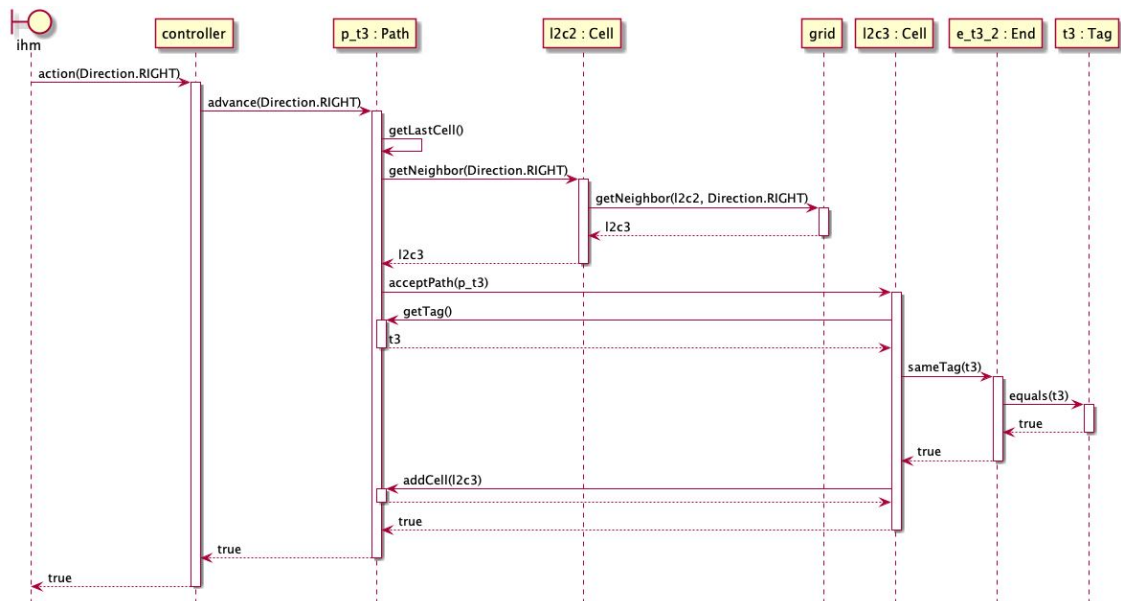 ihm
controller
p_t3 : Path
l2c2 : Cell
grid
l2c3 : Cell
e_t3_2 : End
t3 : Tag
action(Direction.RIGHT)
advance(Direction.RIGHT)
getLastCell()
getNeighbor(Direction.RIGHT)
getNeighbor(l2c2, Direction.RIGHT)
l2c3
l2c3
acceptPath(p_t3)
getTag()
t3
sameTag(t3)
equals(t3)
true
true
addCell(l2c3)
true
true
true